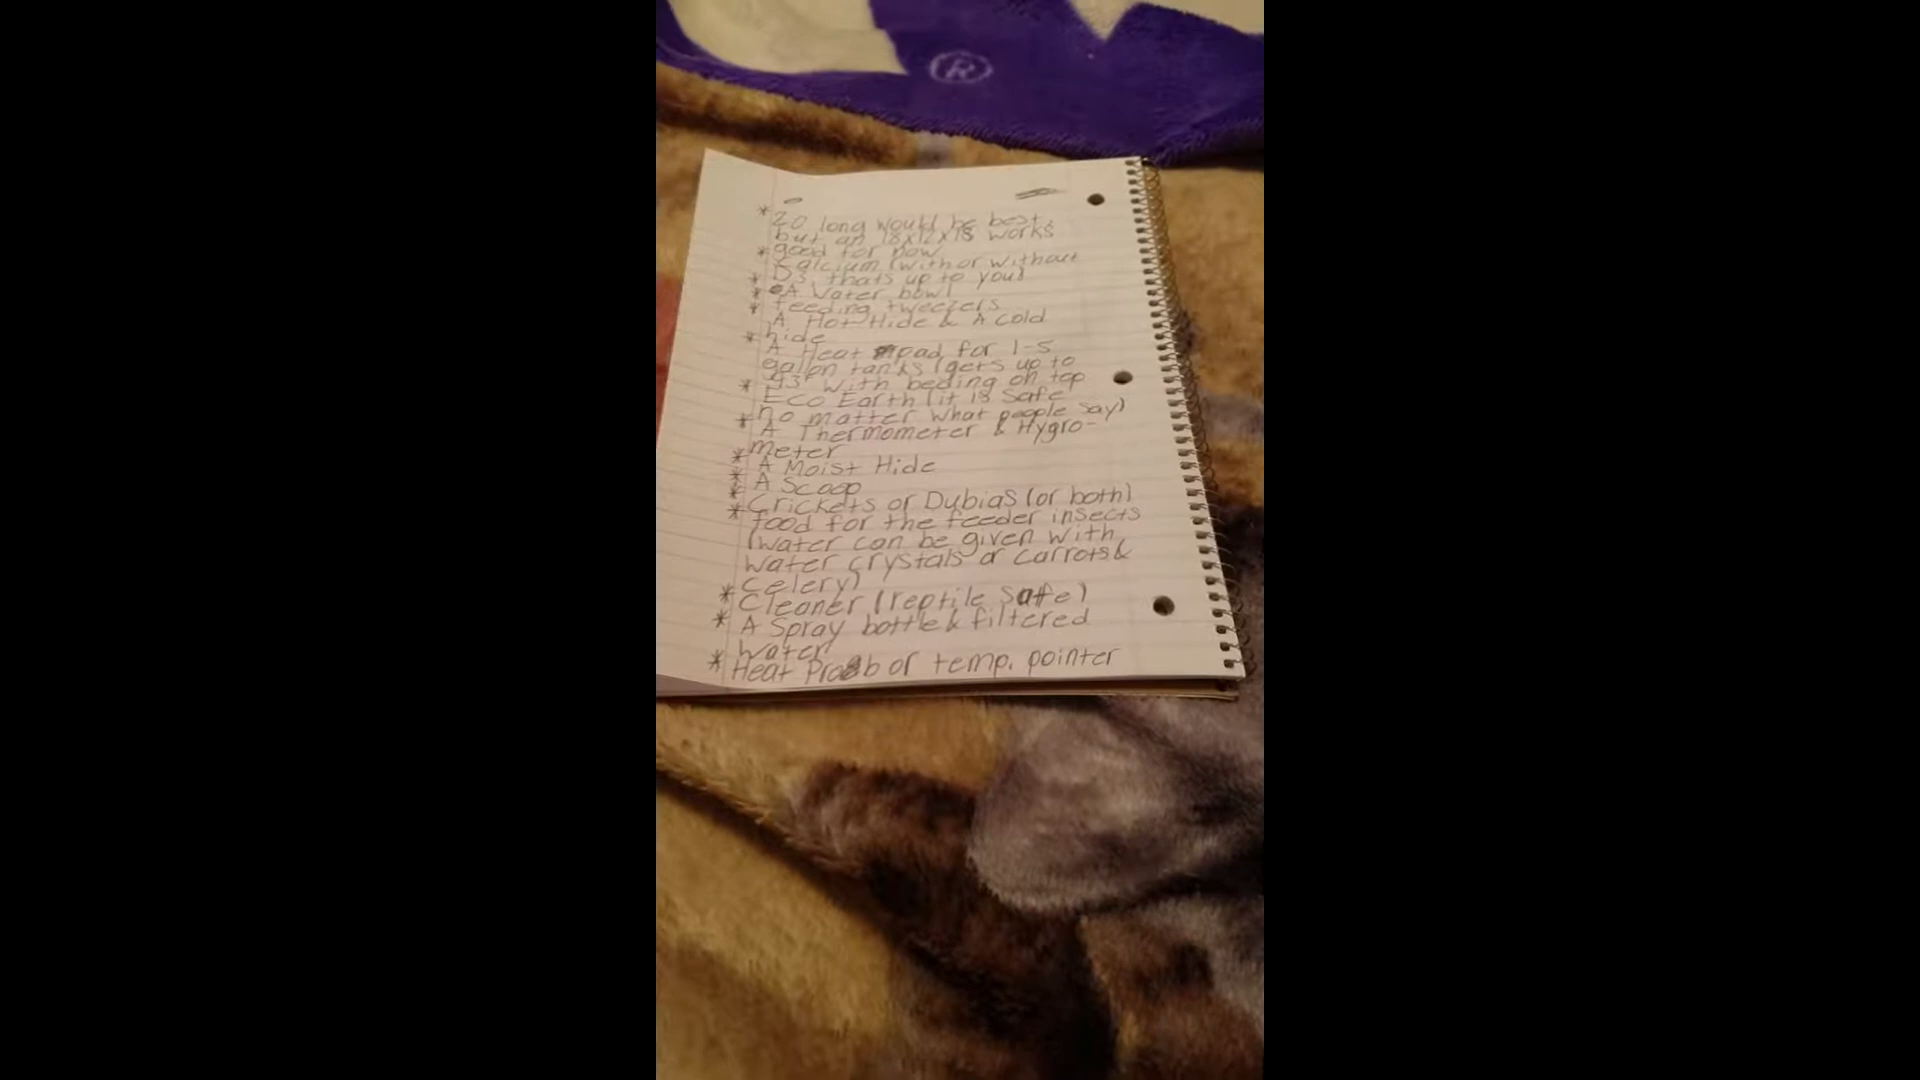 ®
* 20 long would be best,
but an 18x12x18 works
good for now
* Calcium (with or without
D3, thats up to you)
* A Water bowl
* feeding tweezers
* A Hot Hide & A cold
hide
* A Heat pad for 1-5
gallon tanks (gets up to
93° with beding on top
* Eco Earth (it is safe
no matter what people say)
* A Thermometer & Hygro-
meter
* A Moist Hide
* A Scoop
* Crickets or Dubias (or both)
* food for the feeder insects
(water can be given with
water crystals or carrots &
celery)
* Cleaner (reptile safe)
* A Spray bottle & filtered
water
* Heat Prob or temp. pointer